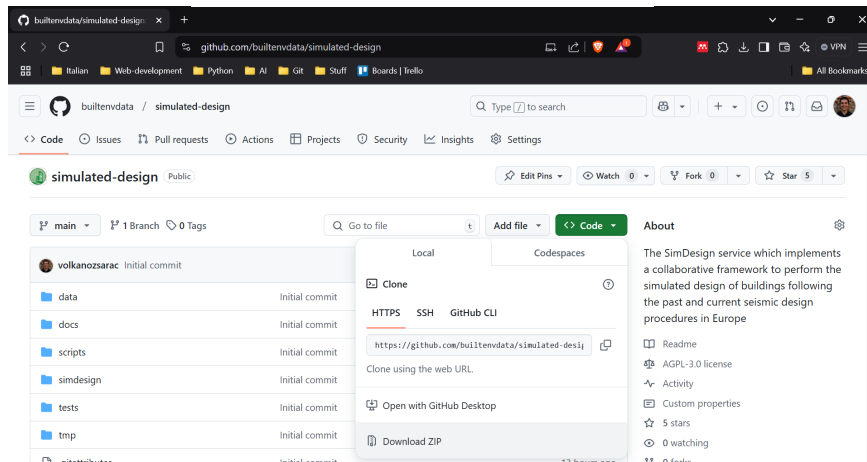 builtenvdata/simulated-design
github.com/builtenvdata/simulated-design
VPN
Italian Web-development Python AI Git Stuff Boards | Trello All Bookmarks
builtenvdata / simulated-design Type / to search
Code Issues Pull requests Actions Projects Security Insights Settings
simulated-design Public Edit Pins Watch 0 Fork 0 Star 5
main 1 Branch 0 Tags Go to file t Add file Code
volkanozsarac Initial commit
data Initial commit
docs Initial commit
scripts Initial commit
simdesign Initial commit
tests Initial commit
tmp Initial commit
Local Codespaces
Clone
HTTPS SSH GitHub CLI
https://github.com/builtenvdata/simulated-desig
Clone using the web URL.
Open with GitHub Desktop
Download ZIP
About
The SimDesign service which implements
a collaborative framework to perform the
simulated design of buildings following
the past and current seismic design
procedures in Europe
Readme
AGPL-3.0 license
Activity
Custom properties
5 stars
0 watching